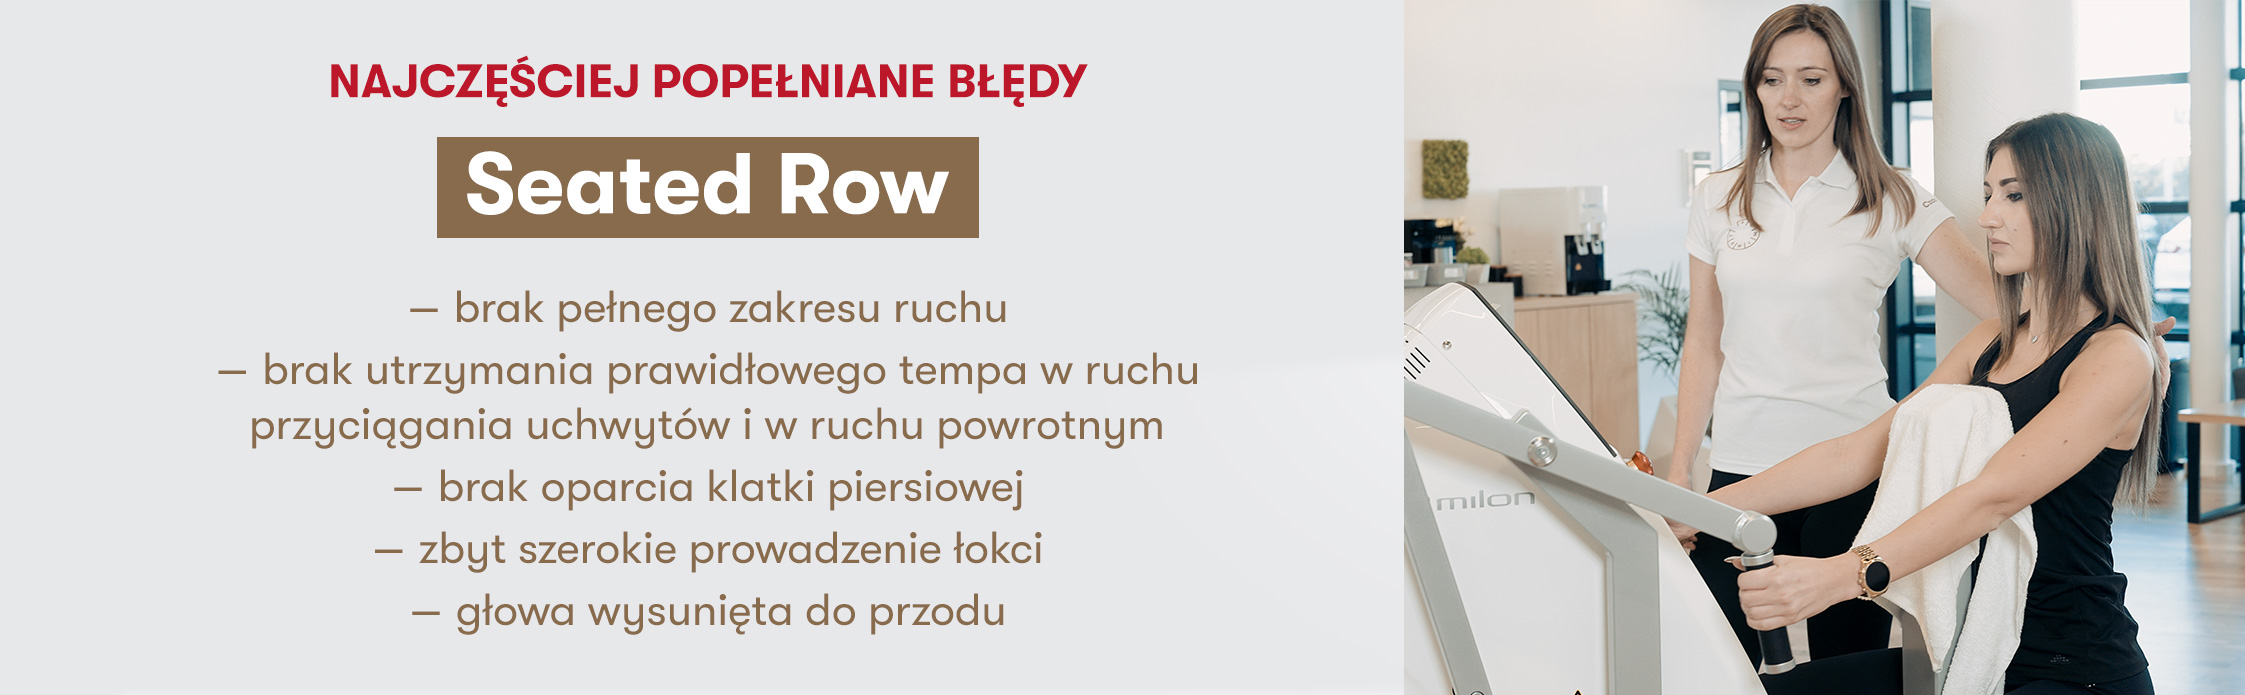 NAJCZĘŚCIEJ POPEŁNIANE BŁĘDY
Seated Row
— brak pełnego zakresu ruchu
— brak utrzymania prawidłowego tempa w ruchu
przyciągania uchwytów i w ruchu powrotnym
— brak oparcia klatki piersiowej
— zbyt szerokie prowadzenie łokci
— głowa wysunięta do przodu
milon